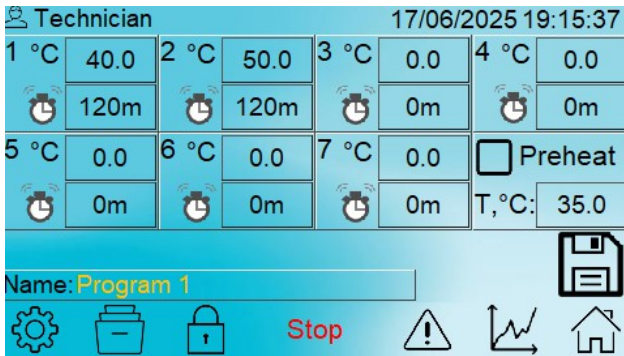 Technician 17/06/2025 19:15:37
1 °C 40.0 2 °C 50.0 3 °C 0.0 4 °C 0.0
120m 120m 0m 0m
5 °C 0.0 6 °C 0.0 7 °C 0.0 Preheat
0m 0m 0m T,°C: 35.0
Name: Program 1
Stop